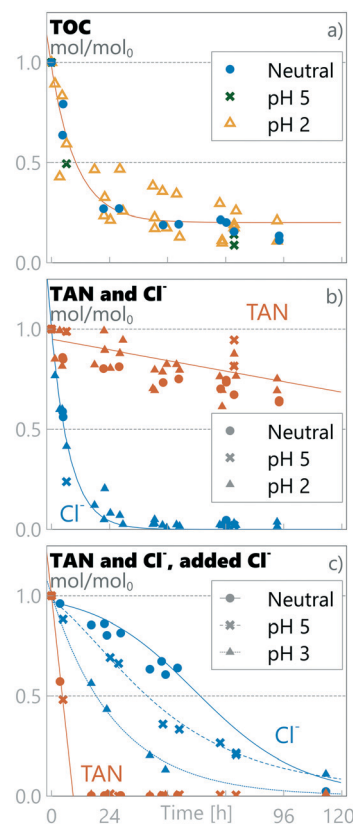 TOC
a)
mol/mol₀
Neutral
pH 5
pH 2
1.0
0.5
0.0
TAN and Cl⁻
b)
mol/mol₀
TAN
1.0
0.5
Neutral
pH 5
pH 2
Cl⁻
0.0
TAN and Cl⁻, added Cl⁻
c)
mol/mol₀
Neutral
pH 5
pH 3
1.0
0.5
Cl⁻
TAN
0.0
0 24 Time [h] 72 96 120